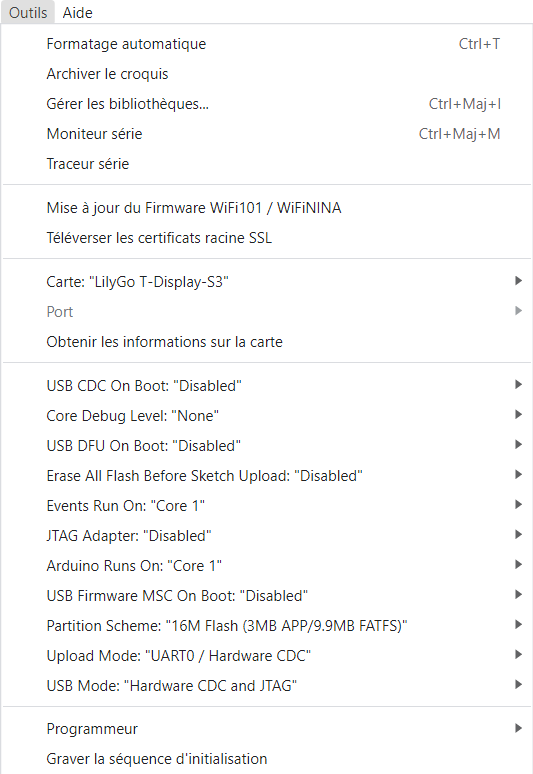 Outils Aide
Formatage automatique Ctrl+T
Archiver le croquis
Gérer les bibliothèques... Ctrl+Maj+I
Moniteur série Ctrl+Maj+M
Traceur série
Mise à jour du Firmware WiFi101 / WiFiNINA
Téléverser les certificats racine SSL
Carte: "LilyGo T-Display-S3"
Port
Obtenir les informations sur la carte
USB CDC On Boot: "Disabled"
Core Debug Level: "None"
USB DFU On Boot: "Disabled"
Erase All Flash Before Sketch Upload: "Disabled"
Events Run On: "Core 1"
JTAG Adapter: "Disabled"
Arduino Runs On: "Core 1"
USB Firmware MSC On Boot: "Disabled"
Partition Scheme: "16M Flash (3MB APP/9.9MB FATFS)"
Upload Mode: "UART0 / Hardware CDC"
USB Mode: "Hardware CDC and JTAG"
Programmeur
Graver la séquence d'initialisation